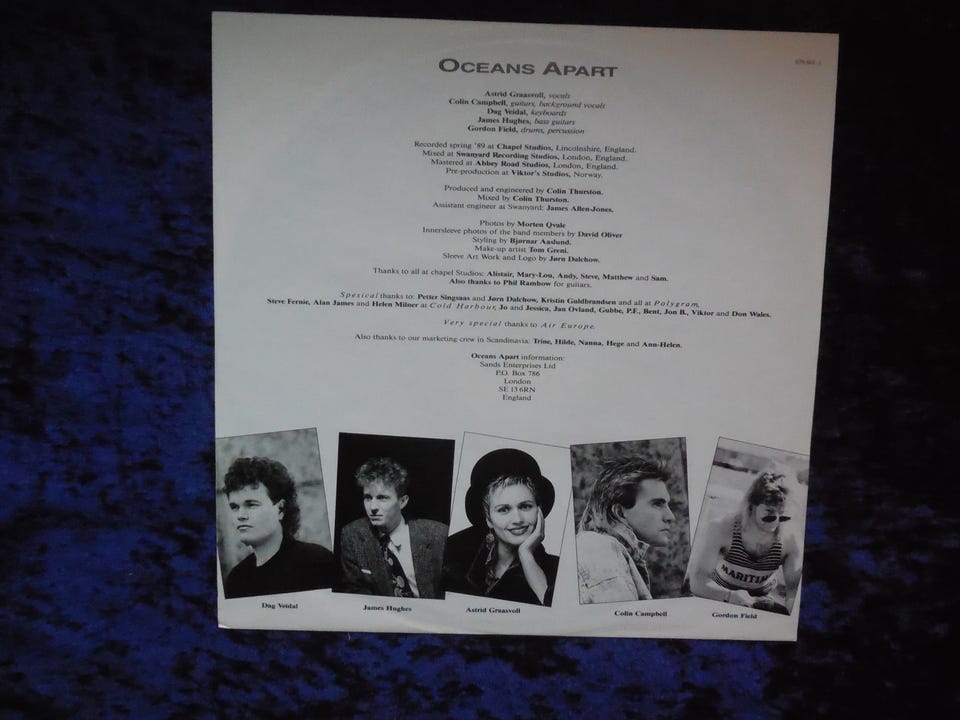 OCEANS APART
Astrid Graasvoll, vocals
Colin Campbell, guitars, background vocals
Dag Veidal, keyboards
James Hughes, bass guitars
Gordon Field, drums, percussion
Recorded spring '89 at Chapel Studios, Lincolnshire, England.
Mixed at Swanyard Recording Studios, London, England.
Mastered at Abbey Road Studios, London, England.
Pre-production at Viktor's Studios, Norway.
Produced and engineered by Colin Thurston.
Mixed by Colin Thurston.
Assistant engineer at Swanyard: James Allen-Jones.
Photos by Morten Qvale
Innersleeve photos of the band members by David Oliver
Styling by Bjørnar Aaslund.
Make-up artist Tom Greni.
Sleeve Art Work and Logo by Jørn Dalchow.
Thanks to all at chapel Studios: Alistair, Mary-Lou, Andy, Steve, Matthew and Sam.
Also thanks to Phil Rambow for guitars.
Spesical thanks to: Petter Singsaas and Jørn Dalchow, Kristin Guldbrandsen and all at Polygram,
Steve Fernie, Alan James and Helen Milner at Cold Harbour, Jo and Jessica, Jan Ovland, Gubbe, P.F., Bent, Jon B., Viktor and Don Wales.
Very special thanks to Air Europe.
Also thanks to our marketing crew in Scandinavia: Trine, Hilde, Nanna, Hege and Ann-Helen.
Oceans Apart information:
Sands Enterprises Ltd
P.O. Box 786
London
SE 13 6RN
England
MARITIM
Dag Veidal
James Hughes
Astrid Graasvoll
Colin Campbell
Gordon Field